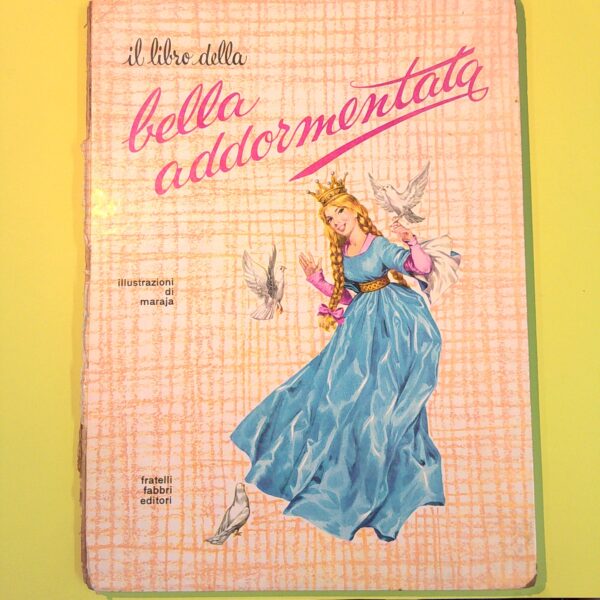 il libro della
bella
addormentata
illustrazioni
di
maraja
fratelli
fabbri
editori